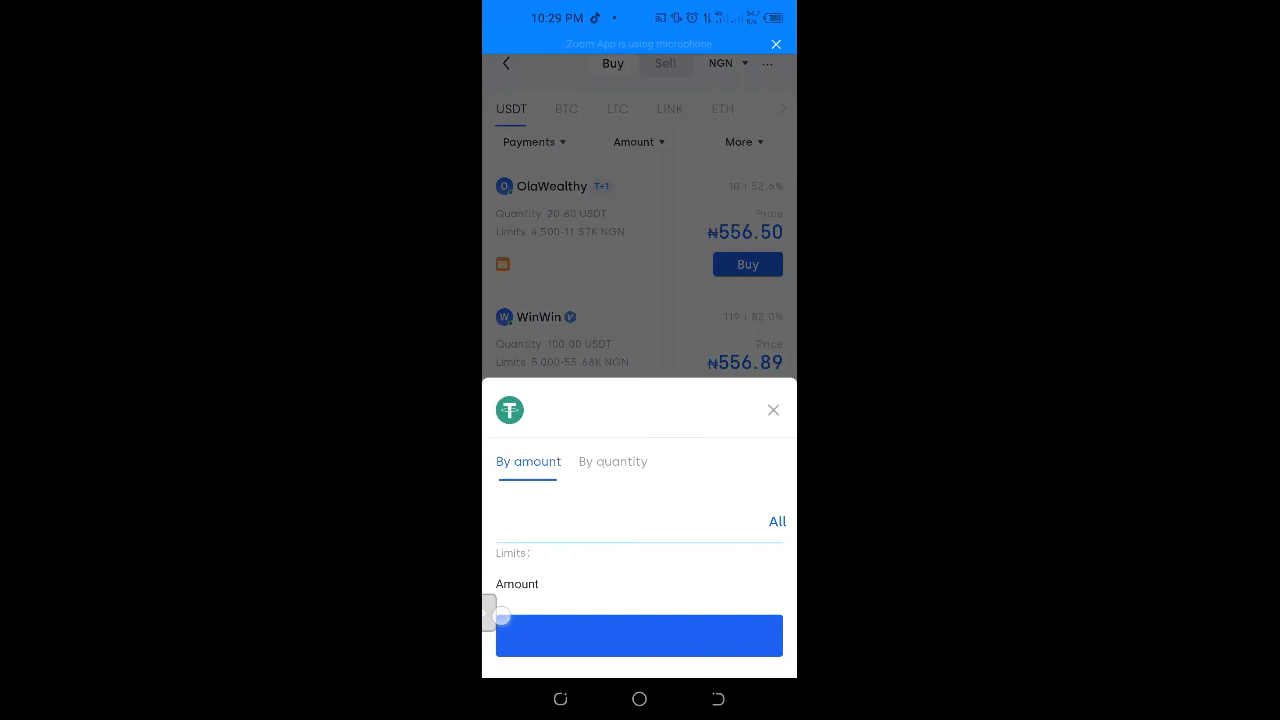 10:29 PM
4G 54.7 K/s
Zoom App is using microphone
Buy Sell NGN ...
USDT BTC LTC LINK ETH
Payments Amount More
O OlaWealthy T+1 10 | 52.6%
Quantity 20.80 USDT Price
Limits 4,500-11.57K NGN ₦556.50
Buy
W WinWin V 119 | 82.0%
Quantity 100.00 USDT Price
Limits 5,000-55.68K NGN ₦556.89
By amount By quantity
All
Limits:
Amount